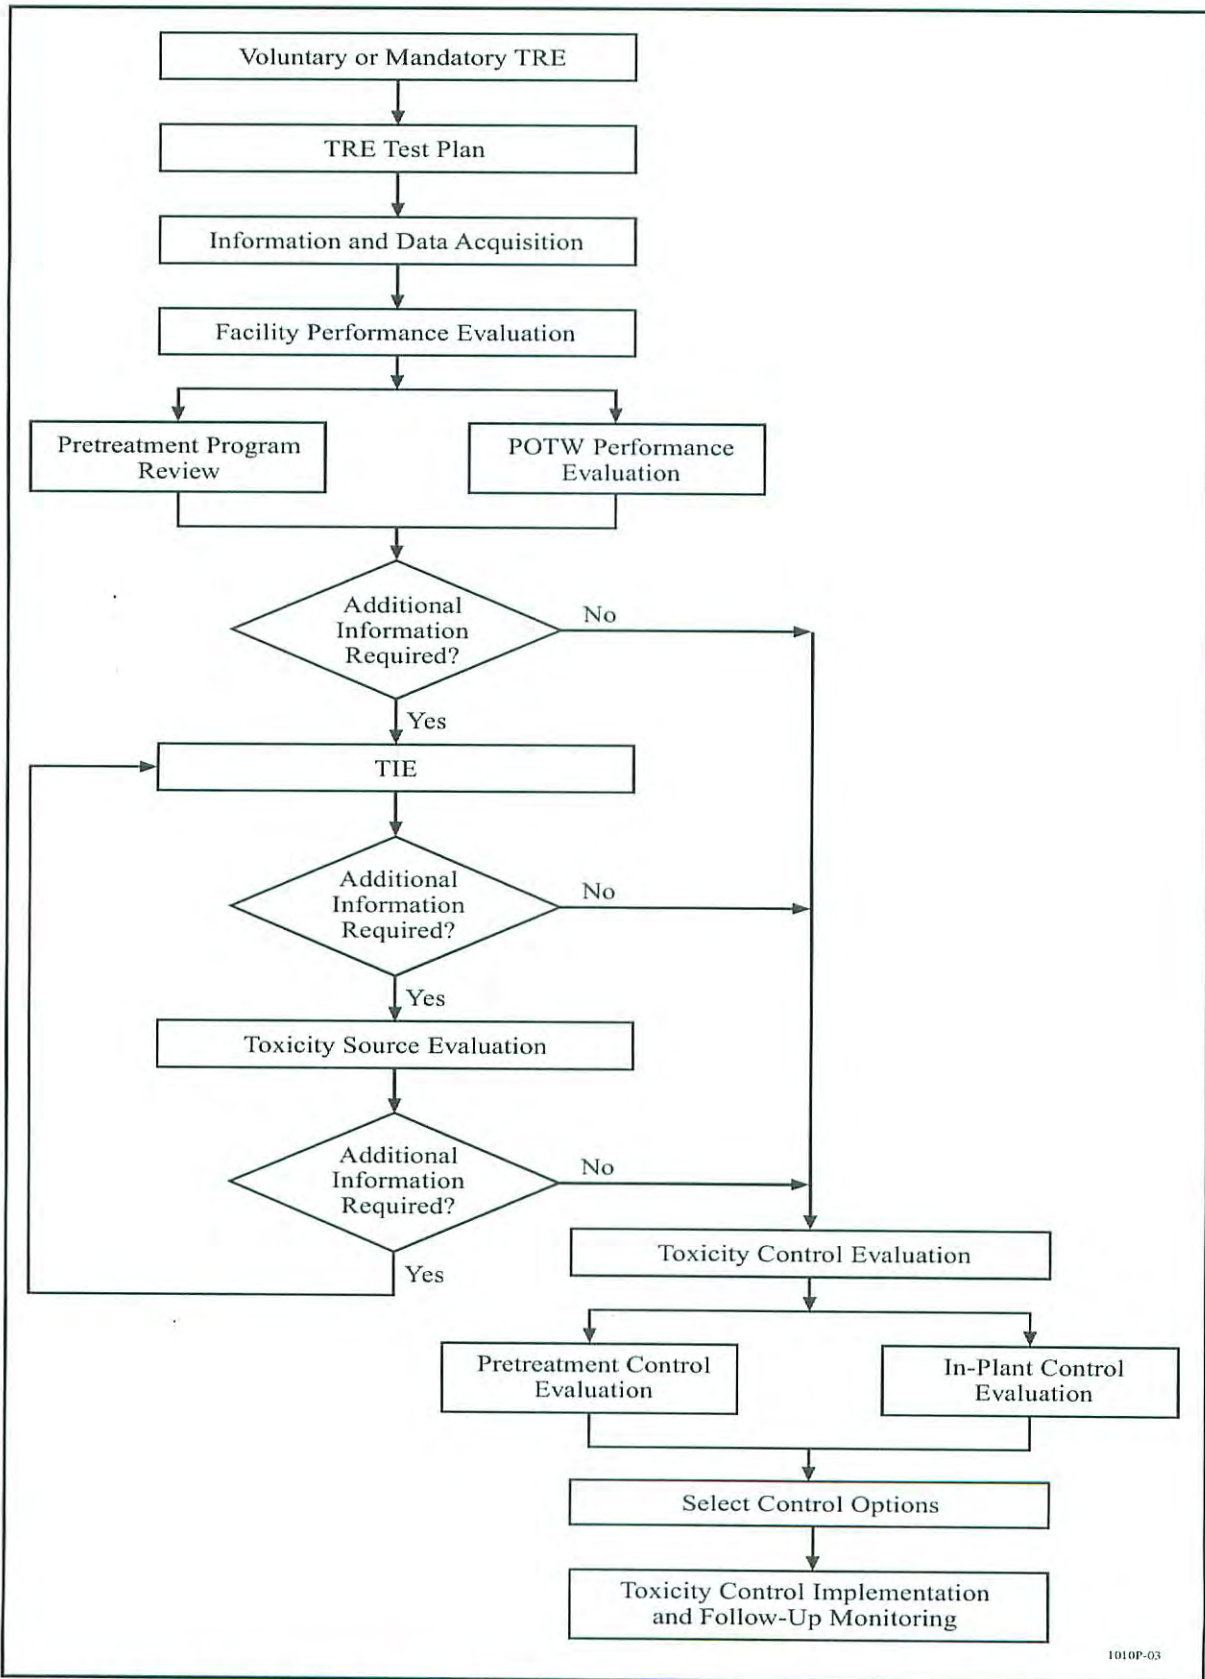 Voluntary or Mandatory TRE
TRE Test Plan
Information and Data Acquisition
Facility Performance Evaluation
Pretreatment Program
Review
POTW Performance
Evaluation
Additional
Information
Required?
No
Yes
TIE
Additional
Information
Required?
No
Yes
Toxicity Source Evaluation
Additional
Information
Required?
No
Yes
Toxicity Control Evaluation
Pretreatment Control
Evaluation
In-Plant Control
Evaluation
Select Control Options
Toxicity Control Implementation
and Follow-Up Monitoring
1010P-03